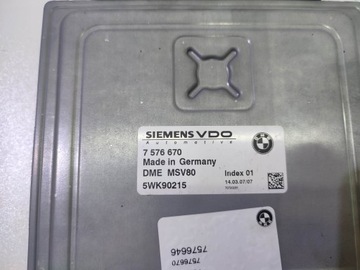 SIEMENS VDO
Automotive
7 576 670
Made in Germany
DME MSV80
Index 01
5WK90215
14.03.07/07
BMW
7576670
7576646